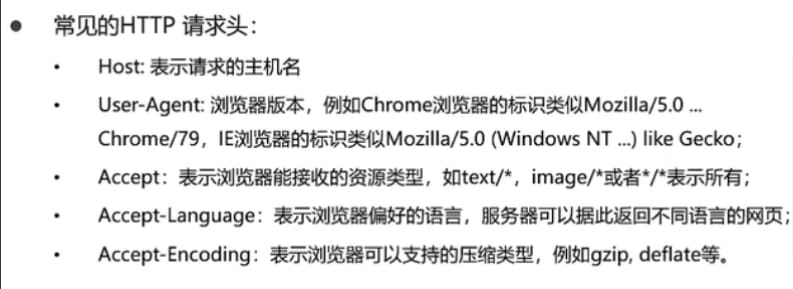 ● 常见的HTTP 请求头：
• Host: 表示请求的主机名
• User-Agent: 浏览器版本，例如Chrome浏览器的标识类似Mozilla/5.0 ...
Chrome/79，IE浏览器的标识类似Mozilla/5.0 (Windows NT ...) like Gecko；
• Accept：表示浏览器能接收的资源类型，如text/*，image/*或者*/*表示所有；
• Accept-Language：表示浏览器偏好的语言，服务器可以据此返回不同语言的网页；
• Accept-Encoding：表示浏览器可以支持的压缩类型，例如gzip, deflate等。